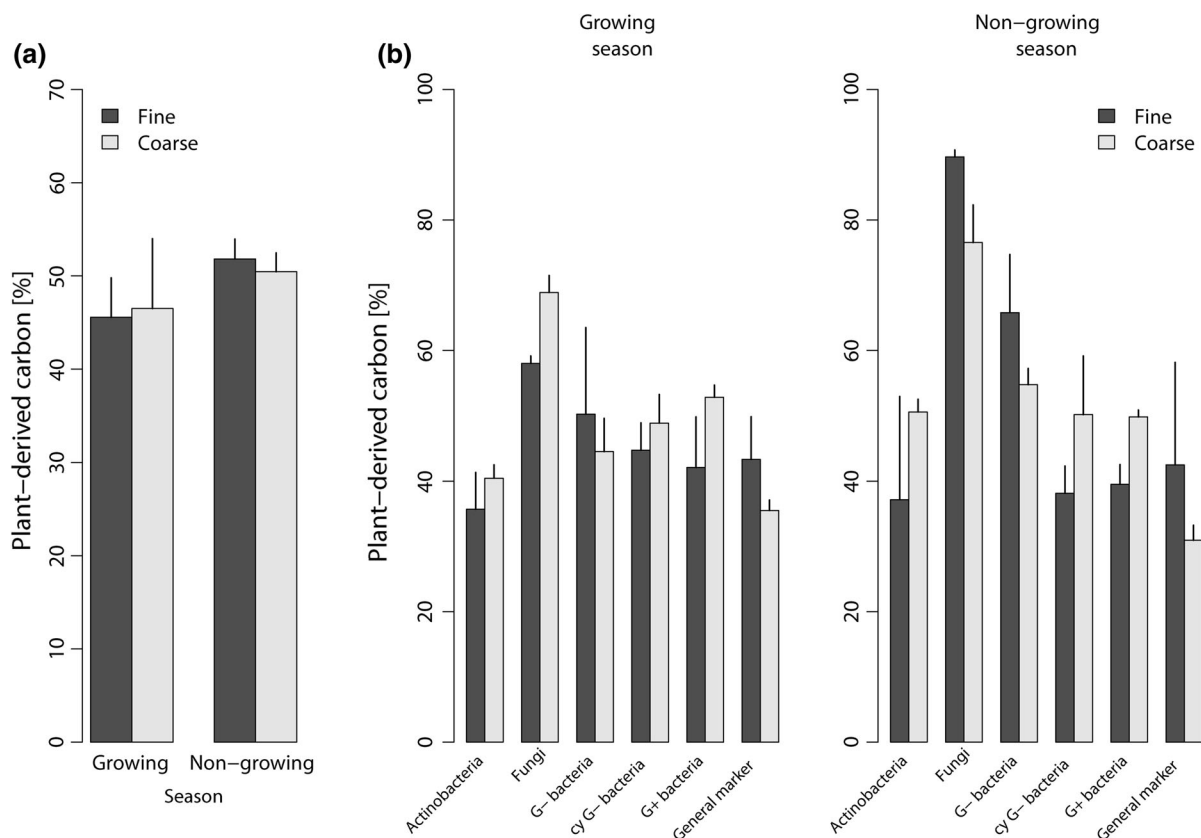 (a)
70
60
50
40
30
20
10
0
Plant−derived carbon [%]
Fine
Coarse
Growing Non−growing
Season
(b)
Growing
season
100
80
60
40
20
0
Plant−derived carbon [%]
Actinobacteria
Fungi
G− bacteria
cy G− bacteria
G+ bacteria
General marker
Non−growing
season
100
80
60
40
20
0
Fine
Coarse
Actinobacteria
Fungi
G− bacteria
cy G− bacteria
G+ bacteria
General marker